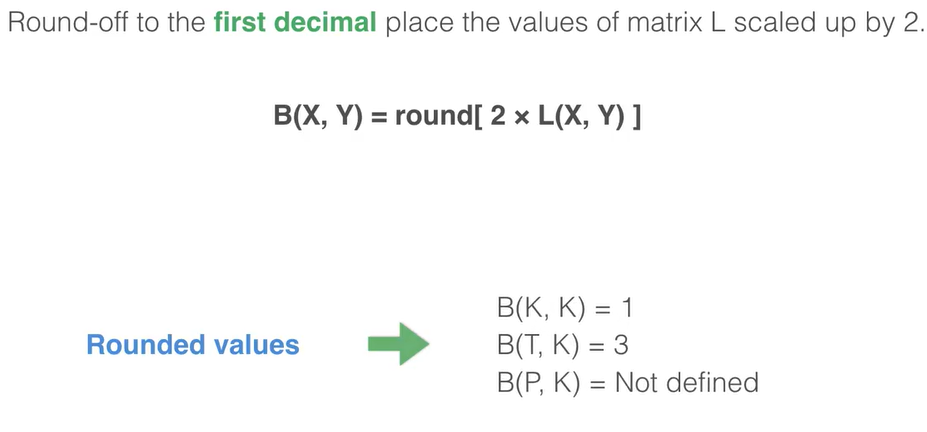 Round-off to the first decimal place the values of matrix L scaled up by 2.
B(X, Y) = round[ 2 × L(X, Y) ]
Rounded values
B(K, K) = 1
B(T, K) = 3
B(P, K) = Not defined